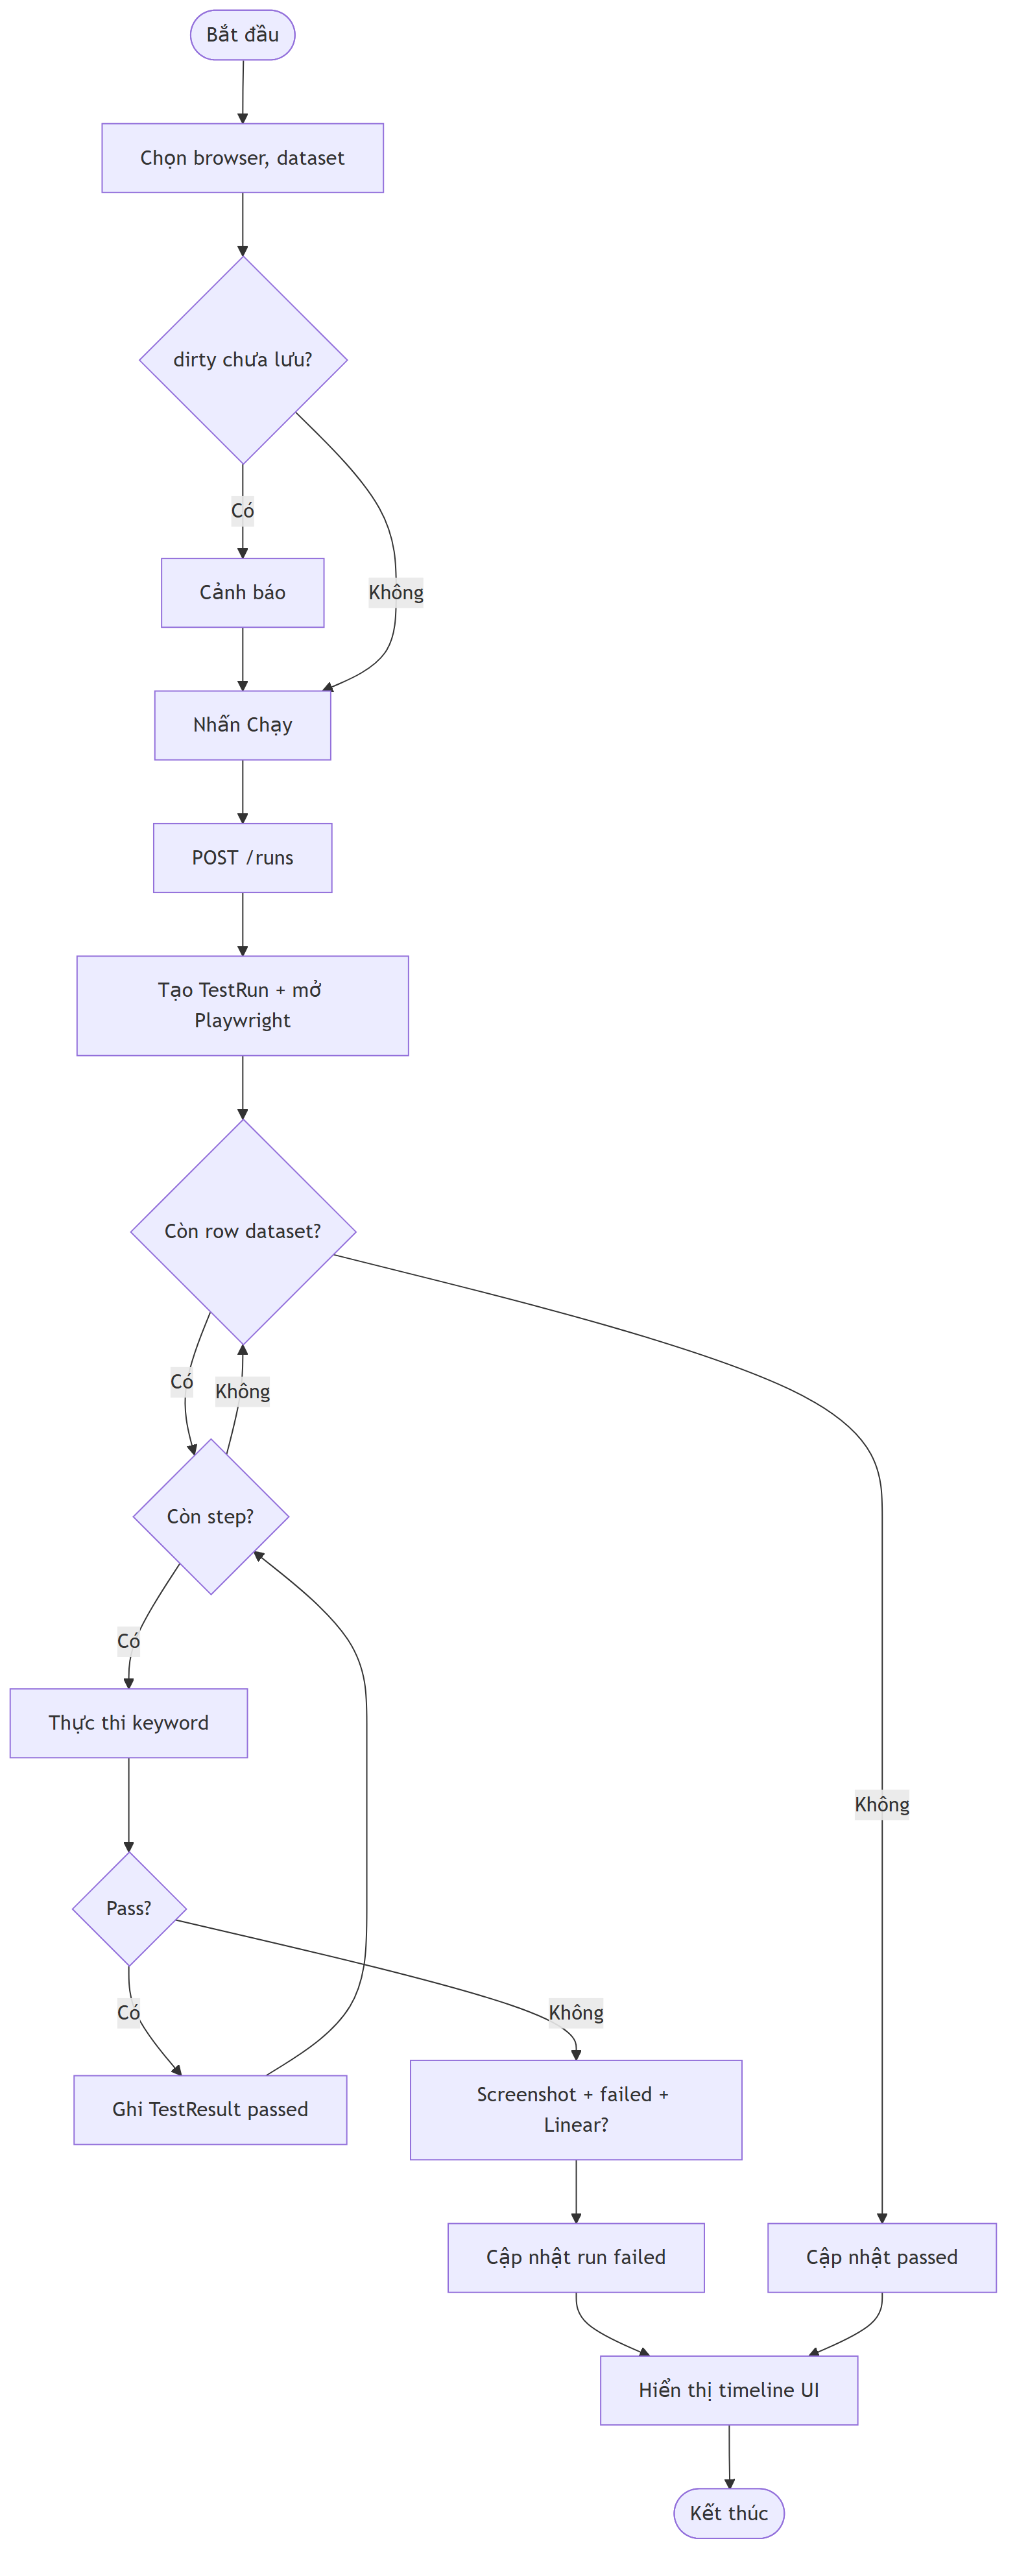 Bắt đầu
Chọn browser, dataset
dirty chưa lưu?
Có
Cảnh báo
Không
Nhấn Chạy
POST /runs
Tạo TestRun + mở
Playwright
Còn row dataset?
Có
Không
Còn step?
Có
Thực thi keyword
Không
Pass?
Có
Không
Ghi TestResult passed
Screenshot + failed +
Linear?
Cập nhật run failed
Cập nhật passed
Hiển thị timeline UI
Kết thúc